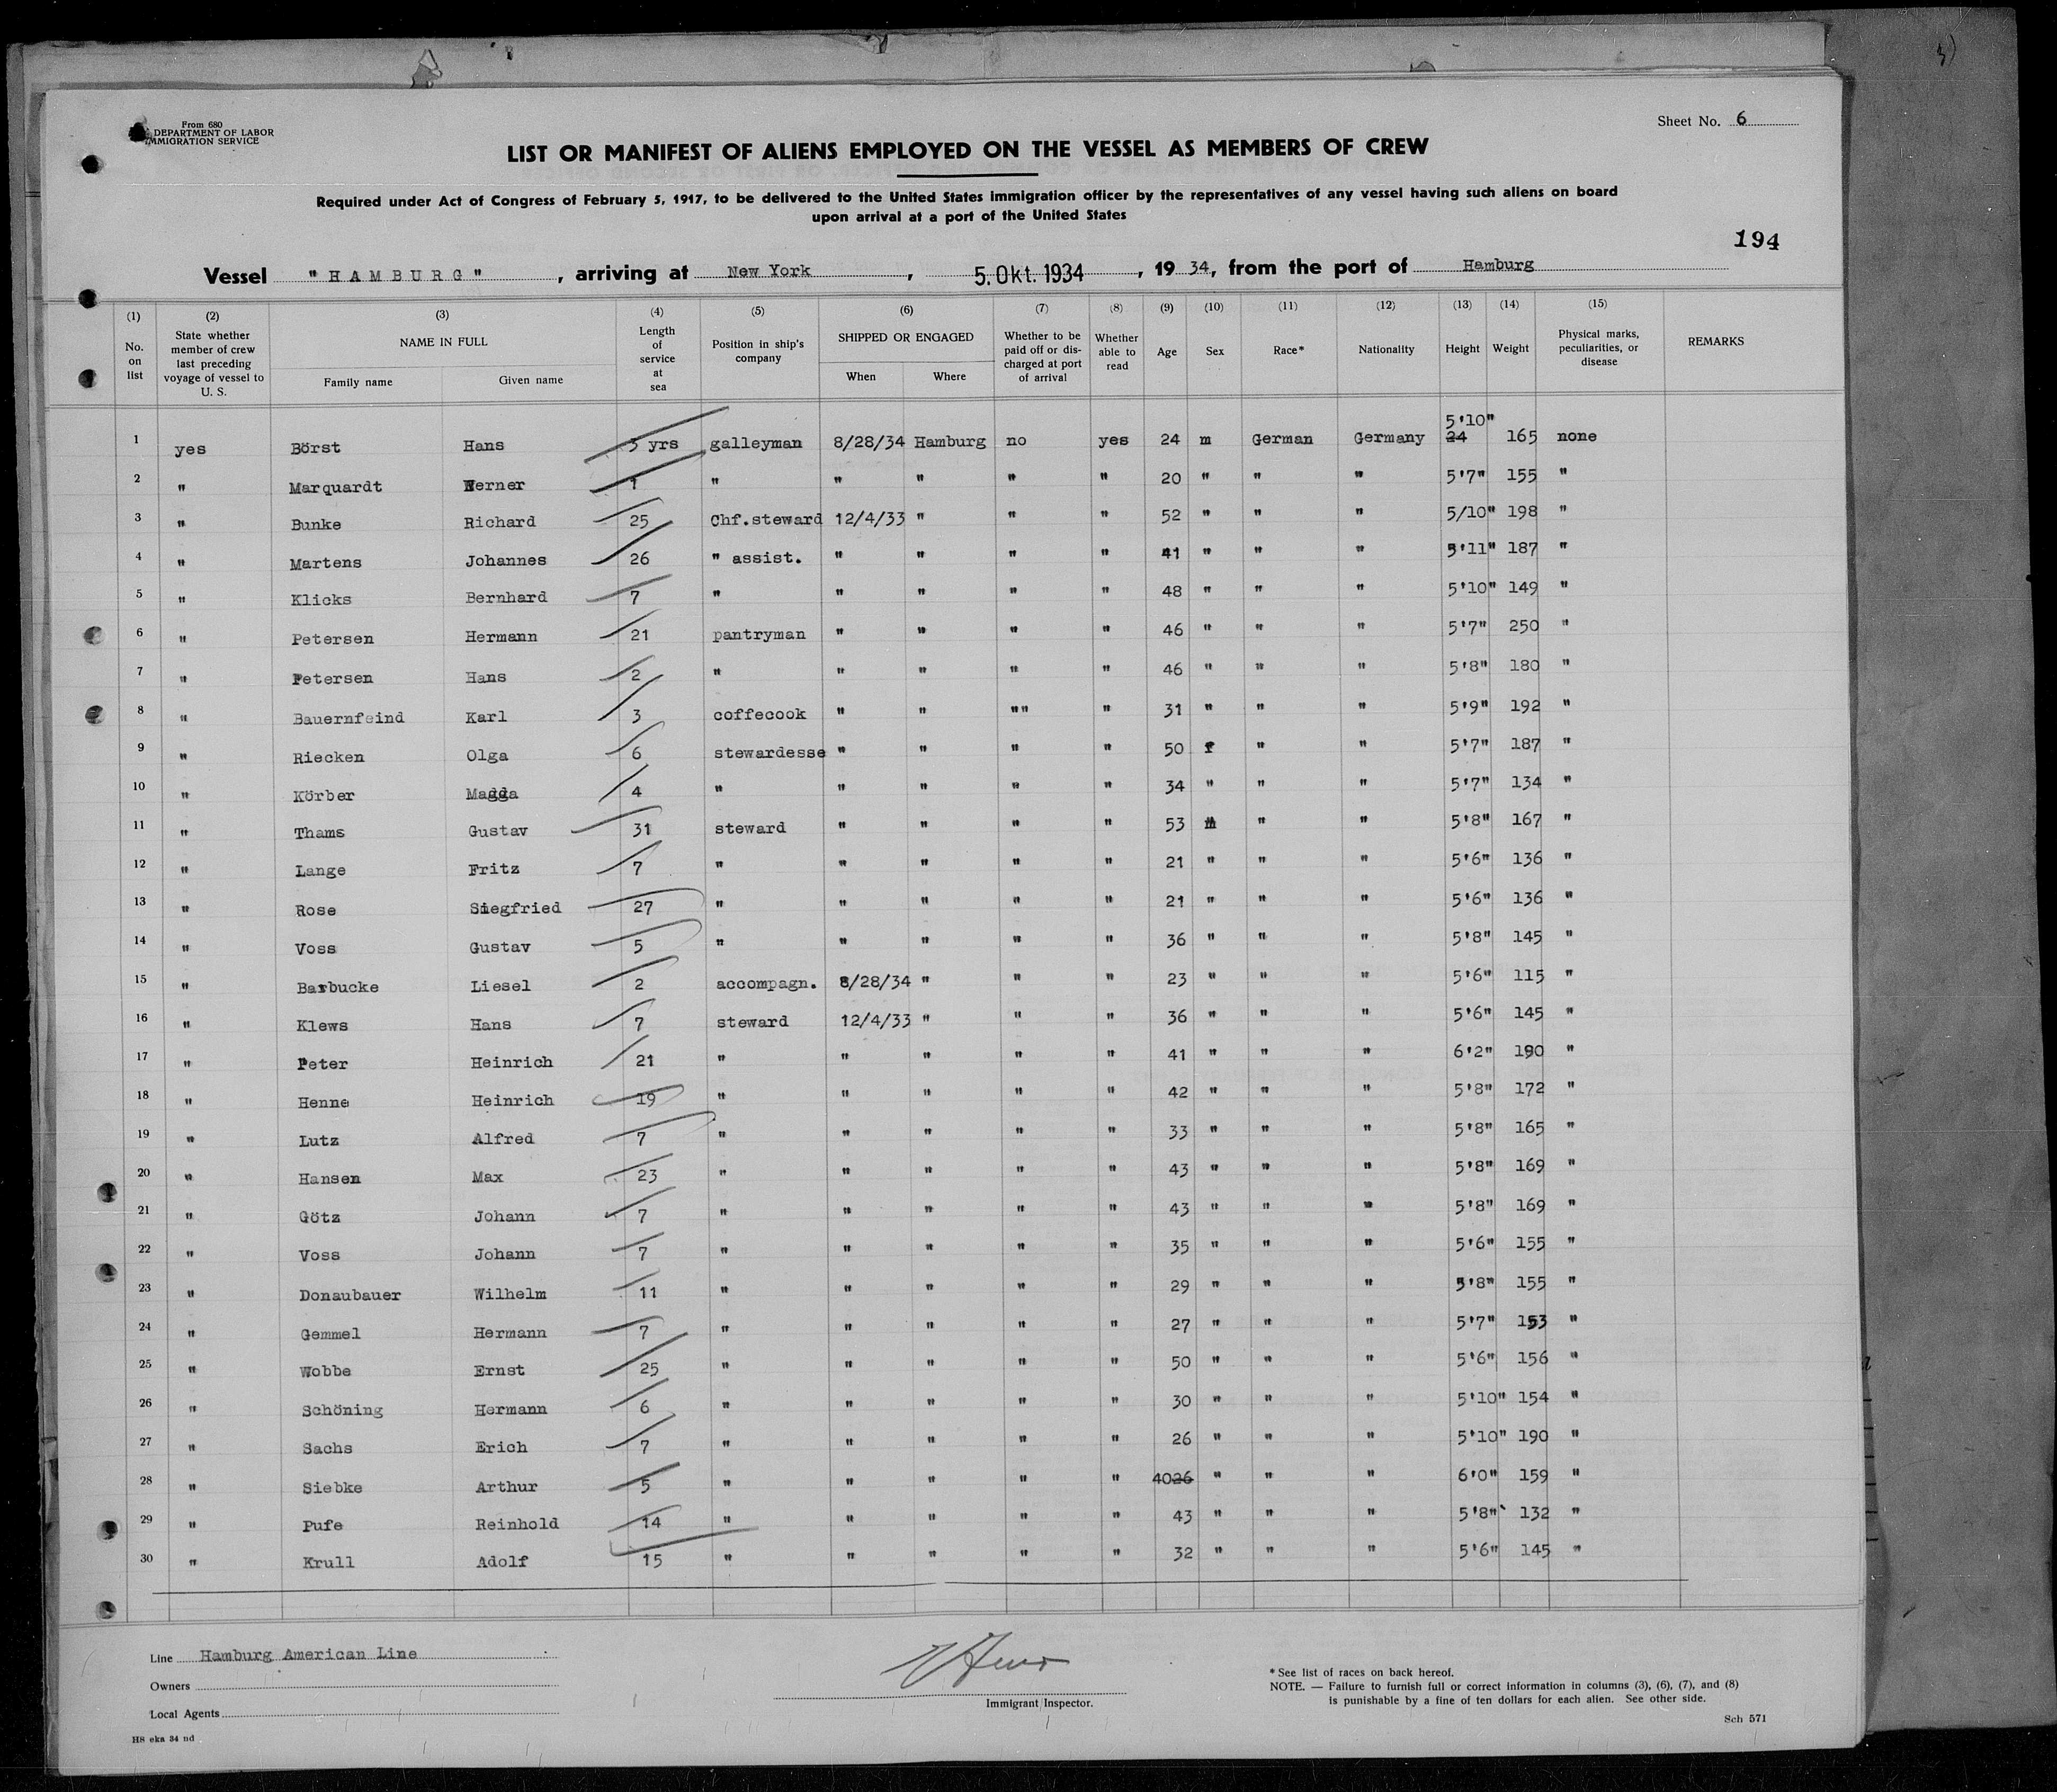 From 680
DEPARTMENT OF LABOR
IMMIGRATION SERVICE
Sheet No. 6
LIST OR MANIFEST OF ALIENS EMPLOYED ON THE VESSEL AS MEMBERS OF CREW
Required under Act of Congress of February 5, 1917, to be delivered to the United States immigration officer by the representatives of any vessel having such aliens on board
upon arrival at a port of the United States
194
Vessel "HAMBURG", arriving at New York, 5. Okt. 1934, 19 34, from the port of Hamburg
(1) (2) (3) (4) (5) (6) (7) (8) (9) (10) (11) (12) (13) (14) (15)
No. on list State whether member of crew last preceding voyage of vessel to U. S. NAME IN FULL Family name Given name Length of service at sea Position in ship's company SHIPPED OR ENGAGED When Where Whether to be paid off or discharged at port of arrival Whether able to read Age Sex Race* Nationality Height Weight Physical marks, peculiarities, or disease REMARKS
1 yes Börst Hans 3 yrs galleyman 8/28/34 Hamburg no yes 24 m German Germany 5'10" 24 165 none
2 " Marquardt Werner 1 " " " " " 20 " " " 5'7" 155 "
3 " Bunke Richard 25 Chf.steward 12/4/33 " " " 52 " " " 5/10" 198 "
4 " Martens Johannes 26 " assist. " " " " 41 " " " 5'11" 187 "
5 " Klicks Bernhard 7 " " " " " 48 " " " 5'10" 149 "
6 " Petersen Hermann 21 pantryman " " " " 46 " " " 5'7" 250 "
7 " Petersen Hans 2 " " " " " 46 " " " 5'8" 180 "
8 " Bauernfeind Karl 3 coffecook " " "" " 31 " " " 5'9" 192 "
9 " Riecken Olga 6 stewardesse " " " " 50 f " " 5'7" 187 "
10 " Körber Magda 4 " " " " " 34 " " " 5'7" 134 "
11 " Thams Gustav 31 steward " " " " 53 m " " 5'8" 167 "
12 " Lange Fritz 7 " " " " " 21 " " " 5'6" 136 "
13 " Rose Siegfried 27 " " " " " 21 " " " 5'6" 136 "
14 " Voss Gustav 5 " " " " " 36 " " " 5'8" 145 "
15 " Barbucke Liesel 2 accompagn. 8/28/34 " " " 23 " " " 5'6" 115 "
16 " Klews Hans 7 steward 12/4/33 " " " 36 " " " 5'6" 145 "
17 " Peter Heinrich 21 " " " " " 41 " " " 6'2" 190 "
18 " Henne Heinrich 19 " " " " " 42 " " " 5'8" 172 "
19 " Lutz Alfred 7 " " " " " 33 " " " 5'8" 165 "
20 " Hansen Max 23 " " " " " 43 " " " 5'8" 169 "
21 " Götz Johann 7 " " " " " 43 " " " 5'8" 169 "
22 " Voss Johann 7 " " " " " 35 " " " 5'6" 155 "
23 " Donaubauer Wilhelm 11 " " " " " 29 " " " 5'8" 155 "
24 " Gemmel Hermann 7 " " " " " 27 " " " 5'7" 153 "
25 " Wobbe Ernst 25 " " " " " 50 " " " 5'6" 156 "
26 " Schöning Hermann 6 " " " " " 30 " " " 5'10" 154 "
27 " Sachs Erich 7 " " " " " 26 " " " 5'10" 190 "
28 " Siebke Arthur 5 " " " " " 4026 " " " 6'0" 159 "
29 " Pufe Reinhold 14 " " " " " 43 " " " 5'8" 132 "
30 " Krull Adolf 15 " " " " " 32 " " " 5'6" 145 "
Line Hamburg American Line
Owners
Local Agents
HS eka 34 nd
Immigrant Inspector.
* See list of races on back hereof.
NOTE. — Failure to furnish full or correct information in columns (3), (6), (7), and (8)
is punishable by a fine of ten dollars for each alien. See other side.
Sch 571